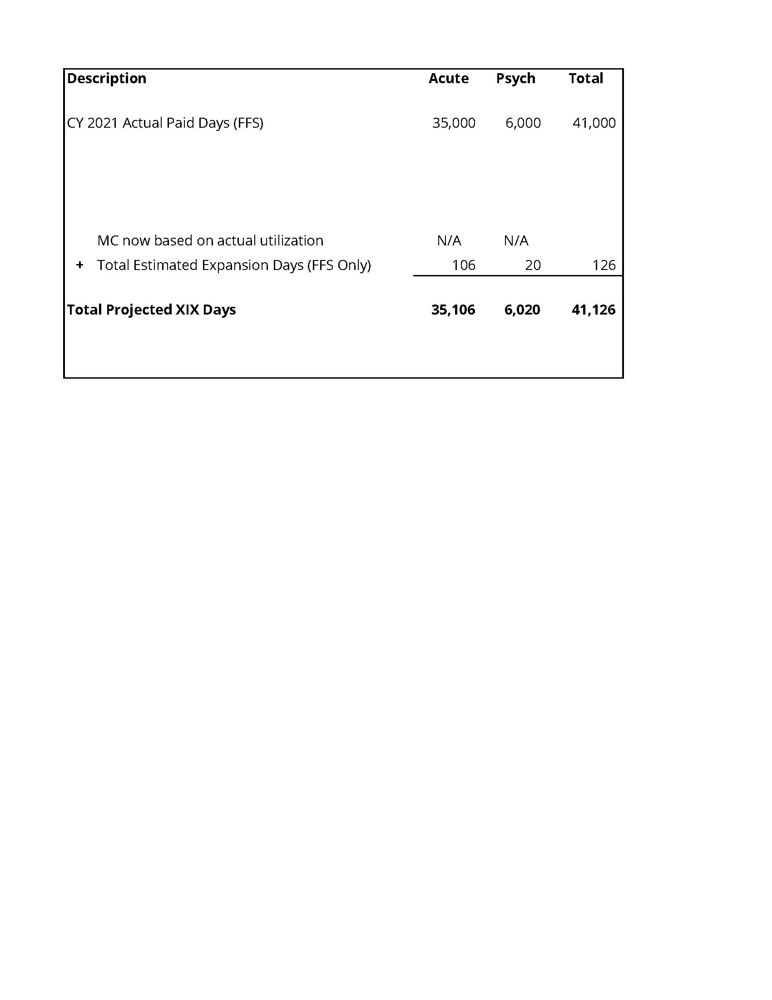 Description Acute Psych Total
CY 2021 Actual Paid Days (FFS) 35,000 6,000 41,000
MC now based on actual utilization N/A N/A
+ Total Estimated Expansion Days (FFS Only) 106 20 126
Total Projected XIX Days 35,106 6,020 41,126